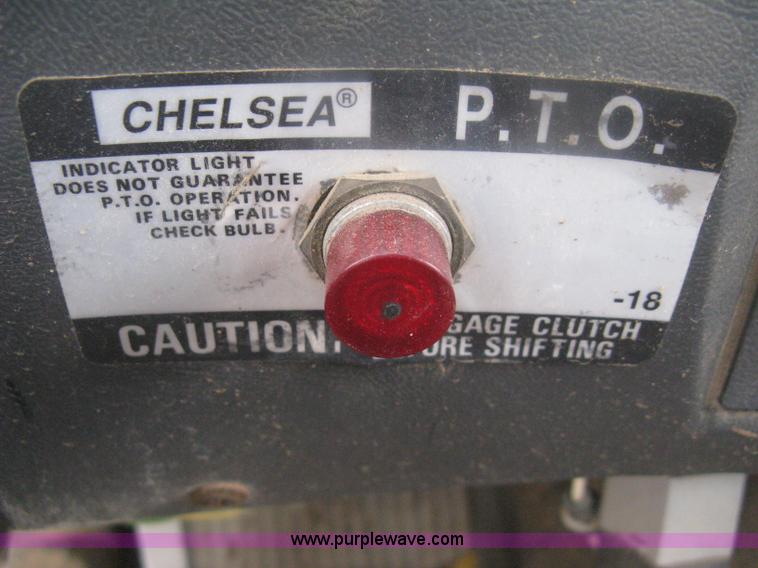 CHELSEA®
P.T.O.
INDICATOR LIGHT
DOES NOT GUARANTEE
P.T.O. OPERATION.
IF LIGHT FAILS
CHECK BULB.
-18
CAUTION!
GAGE CLUTCH
ORE SHIFTING
www.purplewave.com